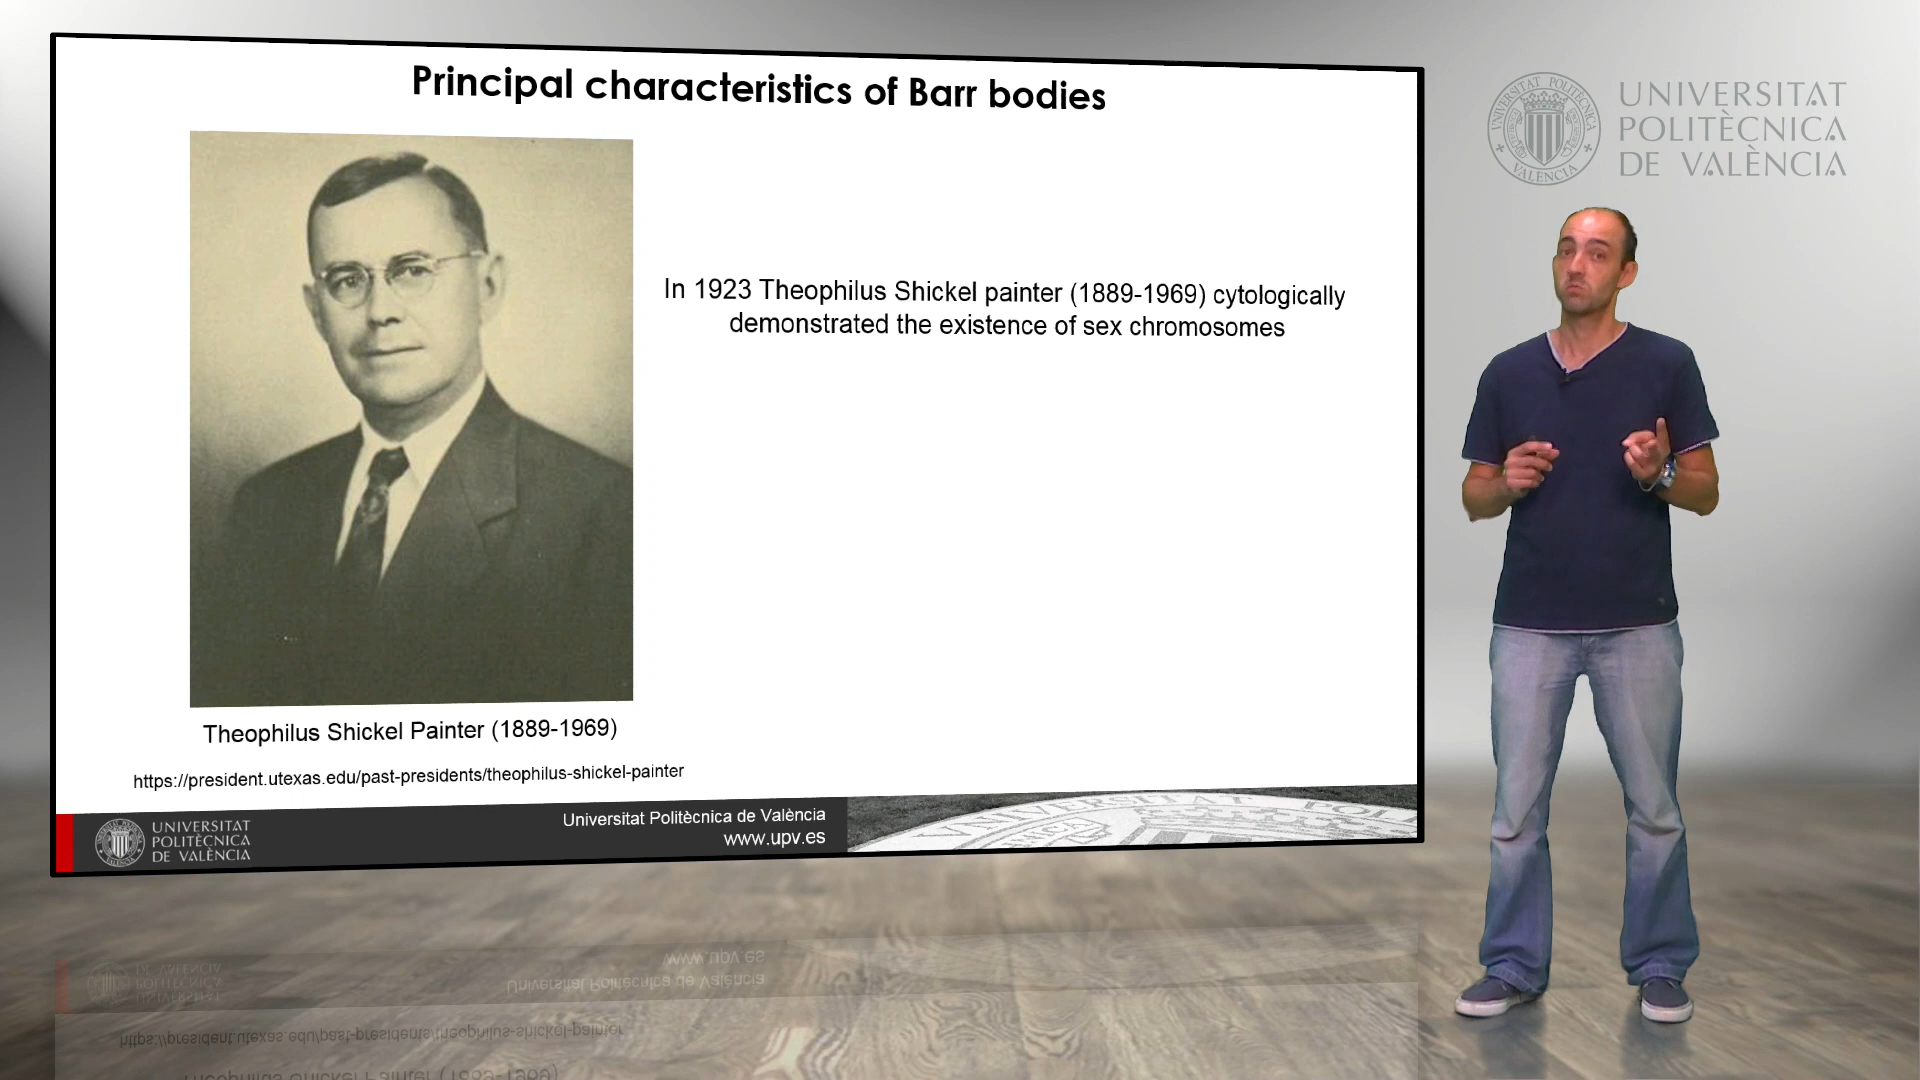 Principal characteristics of Barr bodies
In 1923 Theophilus Shickel painter (1889-1969) cytologically
demonstrated the existence of sex chromosomes
Theophilus Shickel Painter (1889-1969)
https://president.utexas.edu/past-presidents/theophilus-shickel-painter
UNIVERSITAT
POLITÈCNICA
DE VALÈNCIA
Universitat Politècnica de València
www.upv.es
UNIVERSITAT
POLITÈCNICA
DE VALÈNCIA